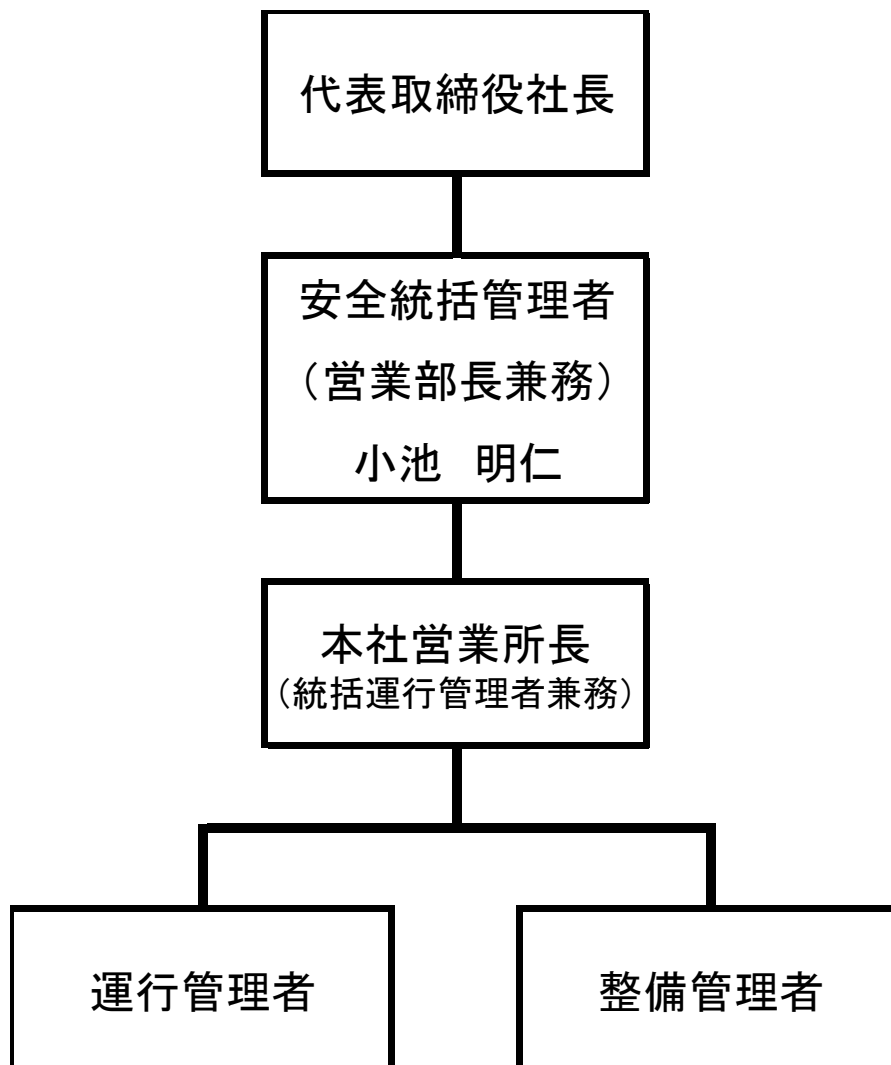 代表取締役社長
安全統括管理者
（営業部長兼務）
小池　明仁
本社営業所長
（統括運行管理者兼務）
運行管理者
整備管理者